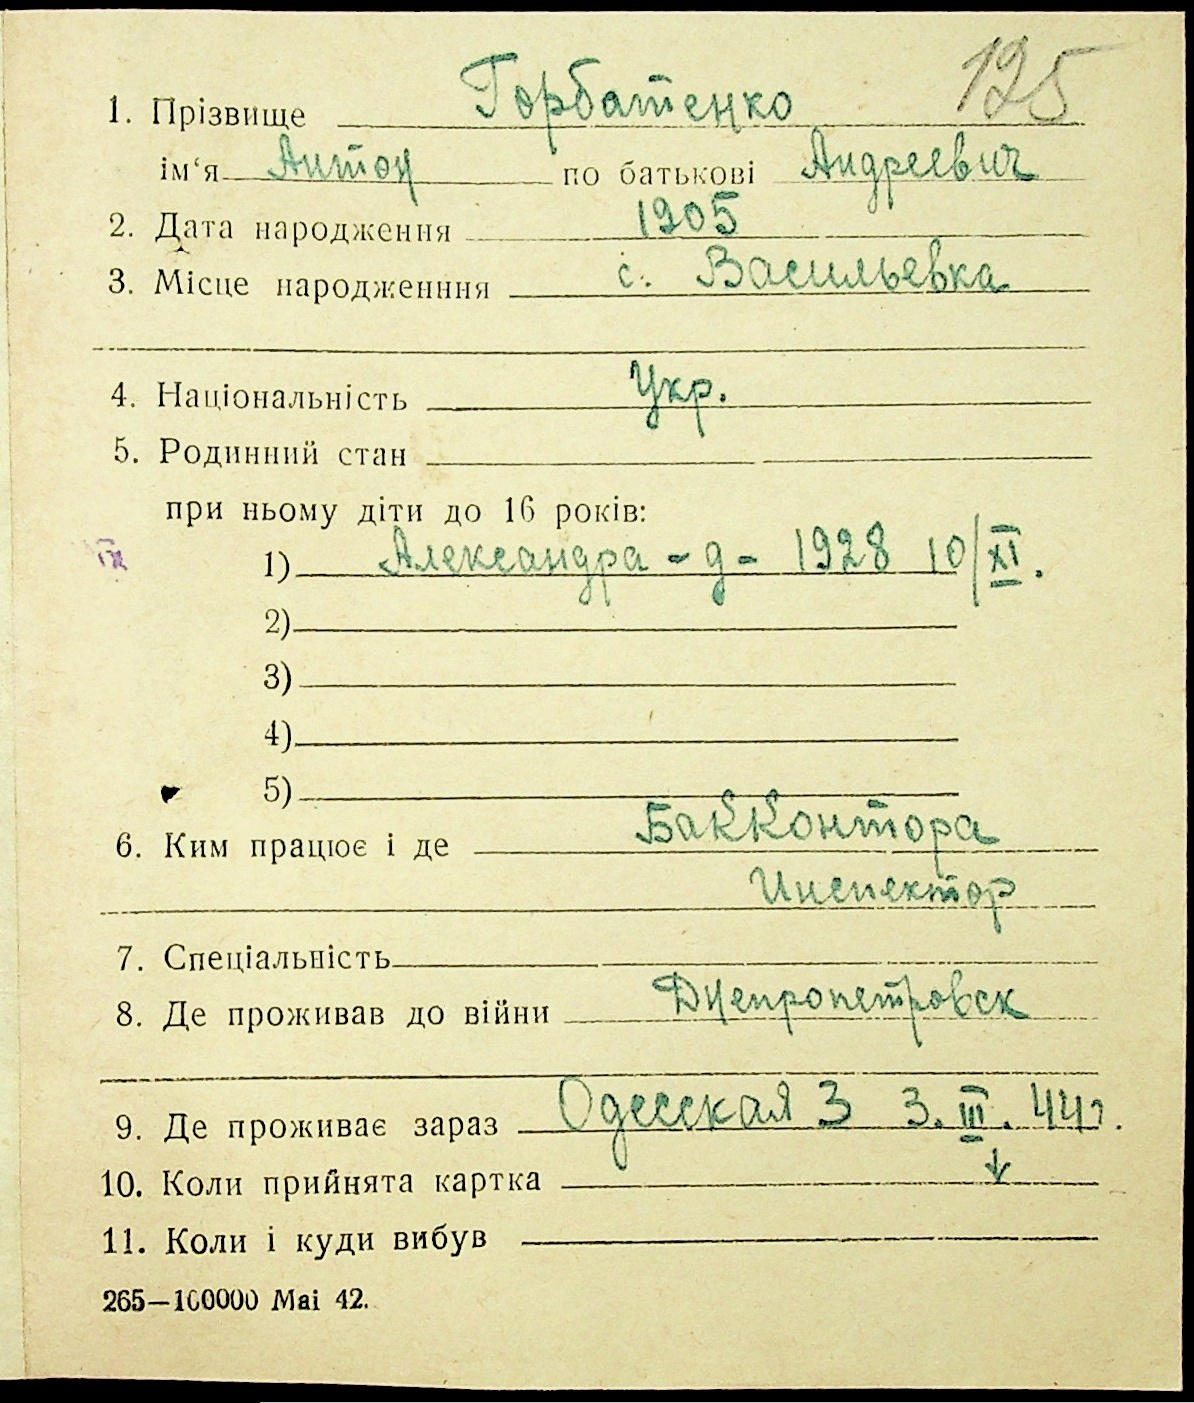 125
1. Прізвище Горбатенко
ім'я Антон по батькові Андреевич
2. Дата народження 1905
3. Місце народженння с. Васильевка
4. Національність Укр.
5. Родинний стан
при ньому діти до 16 років:
1) Александра - д - 1928 10/XI.
2)
3)
4)
5)
6. Ким працює і де БакКонтора
Инспектор
7. Спеціальність
8. Де проживав до війни Днепропетровск
9. Де проживає зараз Одесская 3 3.III.44г.
10. Коли прийнята картка
11. Коли і куди вибув
265—100000 Mai 42.